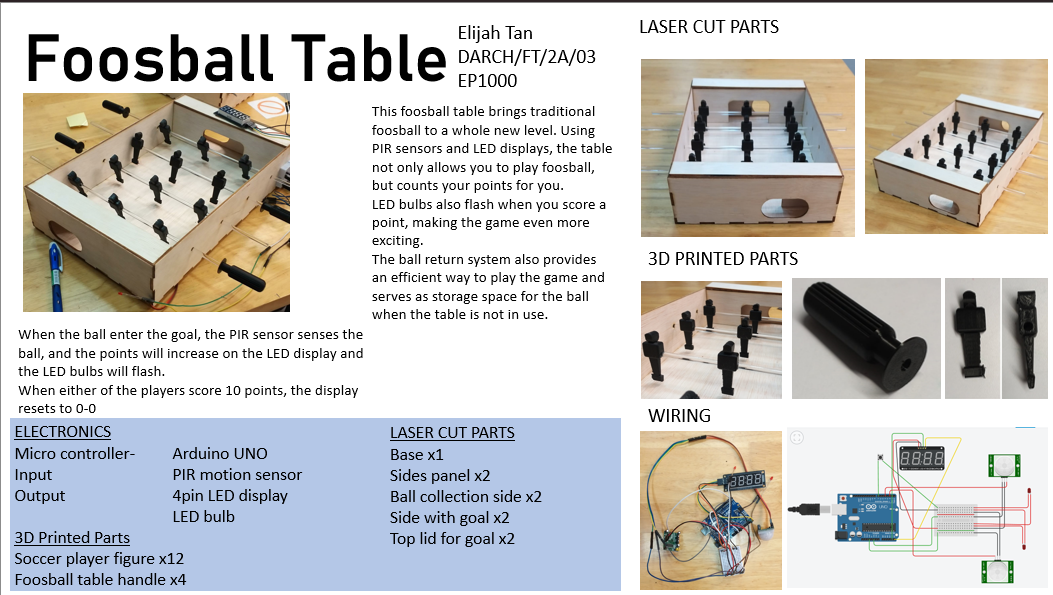 Foosball Table
Elijah Tan
DARCH/FT/2A/03
EP1000
This foosball table brings traditional
foosball to a whole new level. Using
PIR sensors and LED displays, the table
not only allows you to play foosball,
but counts your points for you.
LED bulbs also flash when you score a
point, making the game even more
exciting.
The ball return system also provides
an efficient way to play the game and
serves as storage space for the ball
when the table is not in use.
When the ball enter the goal, the PIR sensor senses the
ball, and the points will increase on the LED display and
the LED bulbs will flash.
When either of the players score 10 points, the display
resets to 0-0
ELECTRONICS
Micro controller- Arduino UNO
Input PIR motion sensor
Output 4pin LED display
LED bulb
3D Printed Parts
Soccer player figure x12
Foosball table handle x4
LASER CUT PARTS
Base x1
Sides panel x2
Ball collection side x2
Side with goal x2
Top lid for goal x2
LASER CUT PARTS
3D PRINTED PARTS
WIRING